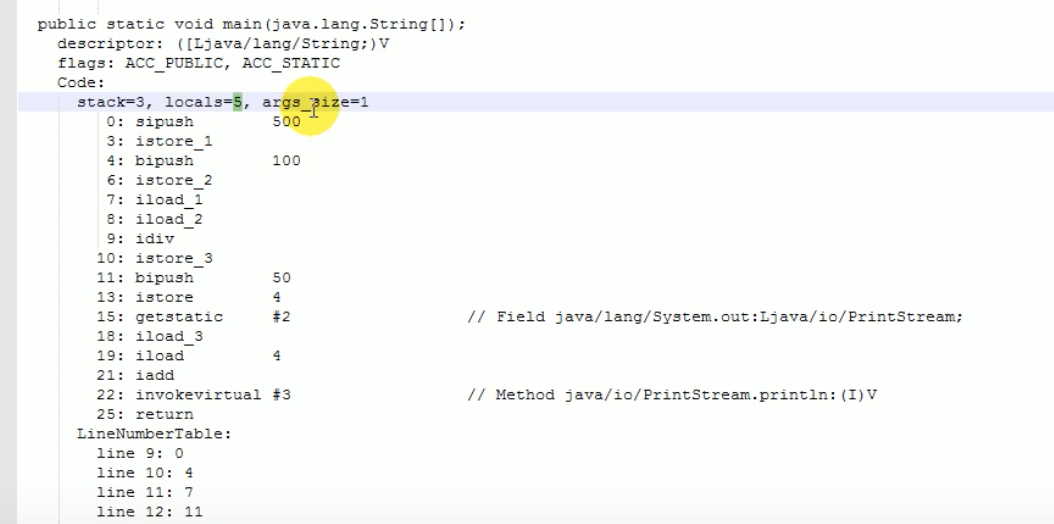 public static void main(java.lang.String[]);
descriptor: ([Ljava/lang/String;)V
flags: ACC_PUBLIC, ACC_STATIC
Code:
stack=3, locals=5, args_size=1
0: sipush 500
3: istore_1
4: bipush 100
6: istore_2
7: iload_1
8: iload_2
9: idiv
10: istore_3
11: bipush 50
13: istore 4
15: getstatic #2 // Field java/lang/System.out:Ljava/io/PrintStream;
18: iload_3
19: iload 4
21: iadd
22: invokevirtual #3 // Method java/io/PrintStream.println:(I)V
25: return
LineNumberTable:
line 9: 0
line 10: 4
line 11: 7
line 12: 11